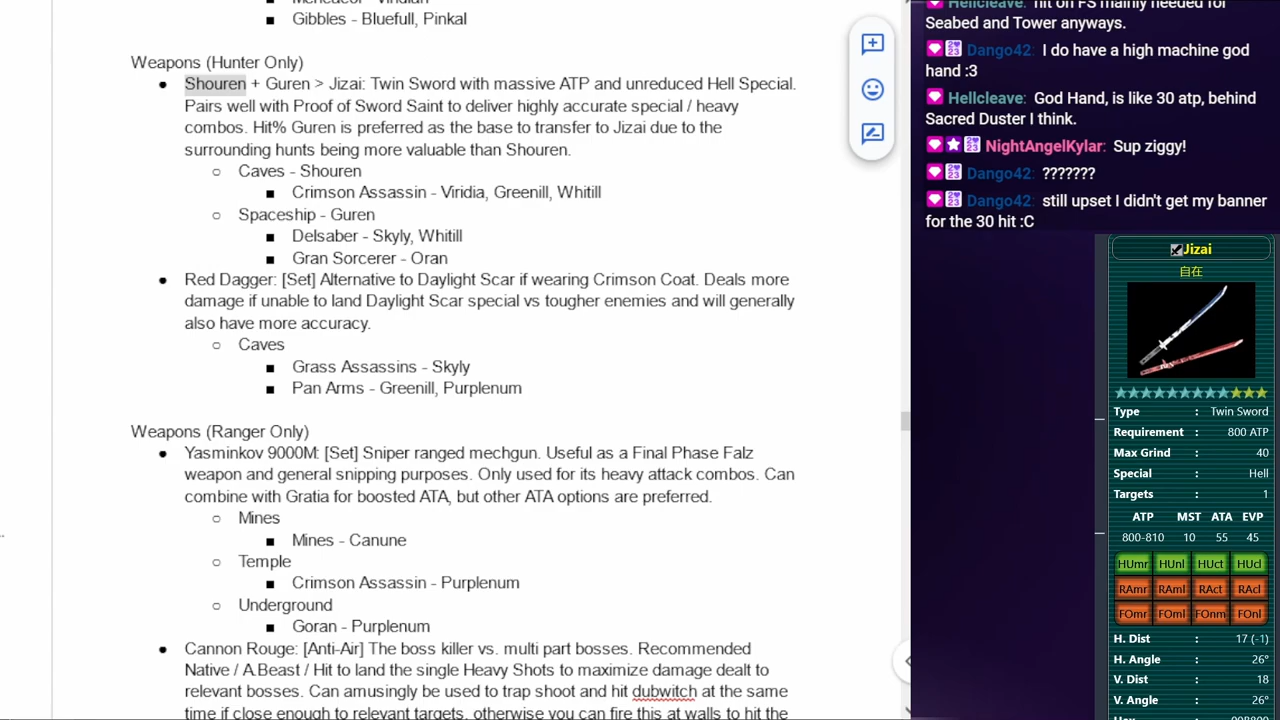 Gibbles - Bluefull, Pinkal
Weapons (Hunter Only)
Shouren + Guren > Jizai: Twin Sword with massive ATP and unreduced Hell Special.
Pairs well with Proof of Sword Saint to deliver highly accurate special / heavy
combos. Hit% Guren is preferred as the base to transfer to Jizai due to the
surrounding hunts being more valuable than Shouren.
Caves - Shouren
Crimson Assassin - Viridia, Greenill, Whitill
Spaceship - Guren
Delsaber - Skyly, Whitill
Gran Sorcerer - Oran
Red Dagger: [Set] Alternative to Daylight Scar if wearing Crimson Coat. Deals more
damage if unable to land Daylight Scar special vs tougher enemies and will generally
also have more accuracy.
Caves
Grass Assassins - Skyly
Pan Arms - Greenill, Purplenum
Weapons (Ranger Only)
Yasminkov 9000M: [Set] Sniper ranged mechgun. Useful as a Final Phase Falz
weapon and general snipping purposes. Only used for its heavy attack combos. Can
combine with Gratia for boosted ATA, but other ATA options are preferred.
Mines
Mines - Canune
Temple
Crimson Assassin - Purplenum
Underground
Goran - Purplenum
Cannon Rouge: [Anti-Air] The boss killer vs. multi part bosses. Recommended
Native / A.Beast / Hit to land the single Heavy Shots to maximize damage dealt to
relevant bosses. Can amusingly be used to trap shoot and hit dubwitch at the same
time if close enough to relevant targets, otherwise you can fire this at walls to hit the
Hellcleave: hit on FS mainly needed for
Seabed and Tower anyways.
Dango42: I do have a high machine god
hand :3
Hellcleave: God Hand, is like 30 atp, behind
Sacred Duster I think.
NightAngelKylar: Sup ziggy!
Dango42: ???????
Dango42: still upset I didn't get my banner
for the 30 hit :C
Jizai
自在
Type : Twin Sword
Requirement : 800 ATP
Max Grind : 40
Special : Hell
Targets : 1
ATP MST ATA EVP
800-810 10 55 45
HUmr HUnl HUct HUcl
RAmr RAml RAct RAcl
FOmr FOml FOnm FOnl
H. Dist : 17 (-1)
H. Angle : 26°
V. Dist : 18
V. Angle : 26°